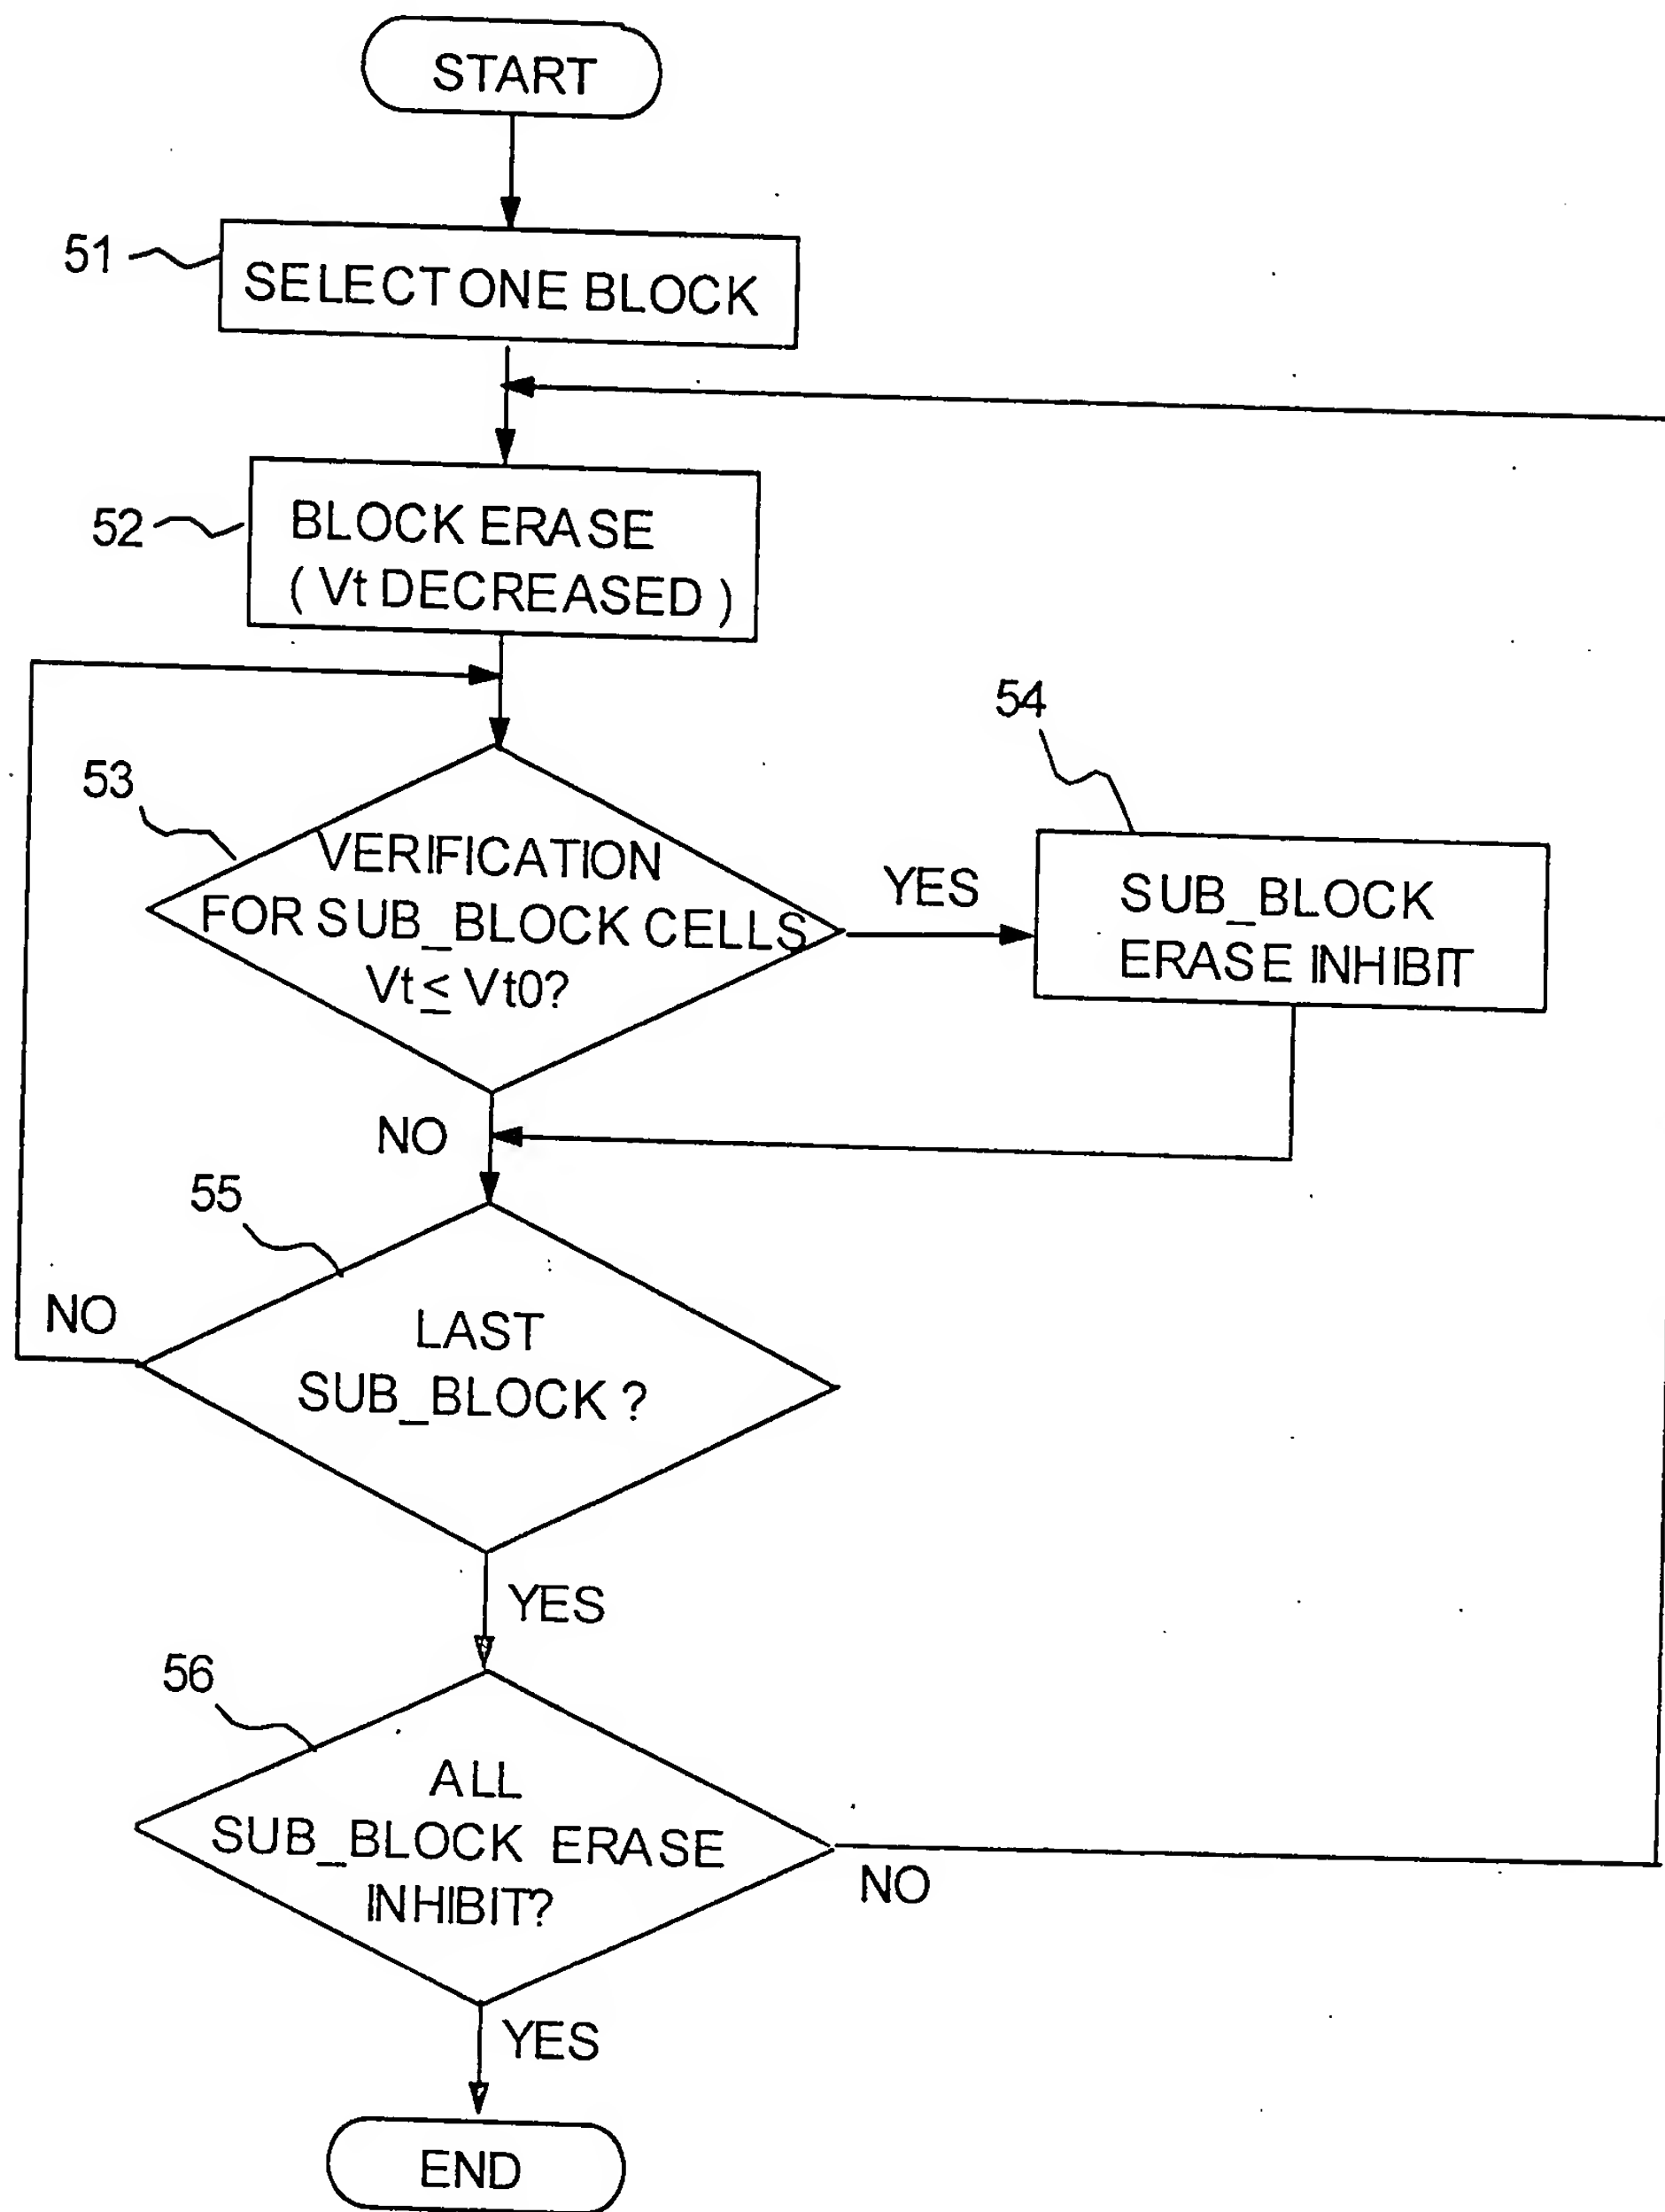 START
51
SELECT ONE BLOCK
52
BLOCK ERASE
( Vt DECREASED )
53
VERIFICATION
FOR SUB_BLOCK CELLS
Vt ≤ Vt0?
YES
54
SUB_BLOCK
ERASE INHIBIT
NO
55
NO
LAST
SUB_BLOCK ?
YES
56
ALL
SUB_BLOCK ERASE
INHIBIT?
NO
YES
END